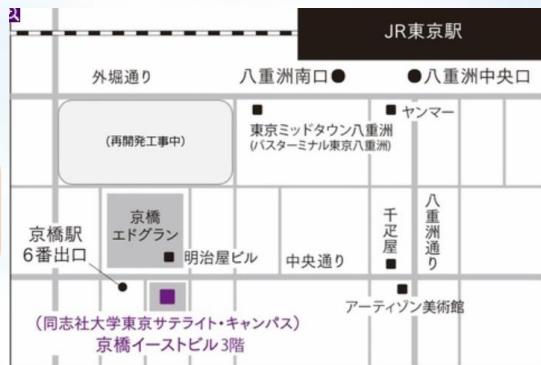 JR東京駅
外堀通り
八重洲南口
八重洲中央口
ヤンマー
東京ミッドタウン八重洲
(バスターミナル東京八重洲)
(再開発工事中)
京橋
エドグラン
明治屋ビル
京橋駅
6番出口
中央通り
千疋屋
八重洲通り
アーティゾン美術館
(同志社大学東京サテライト・キャンパス)
京橋イーストビル3階